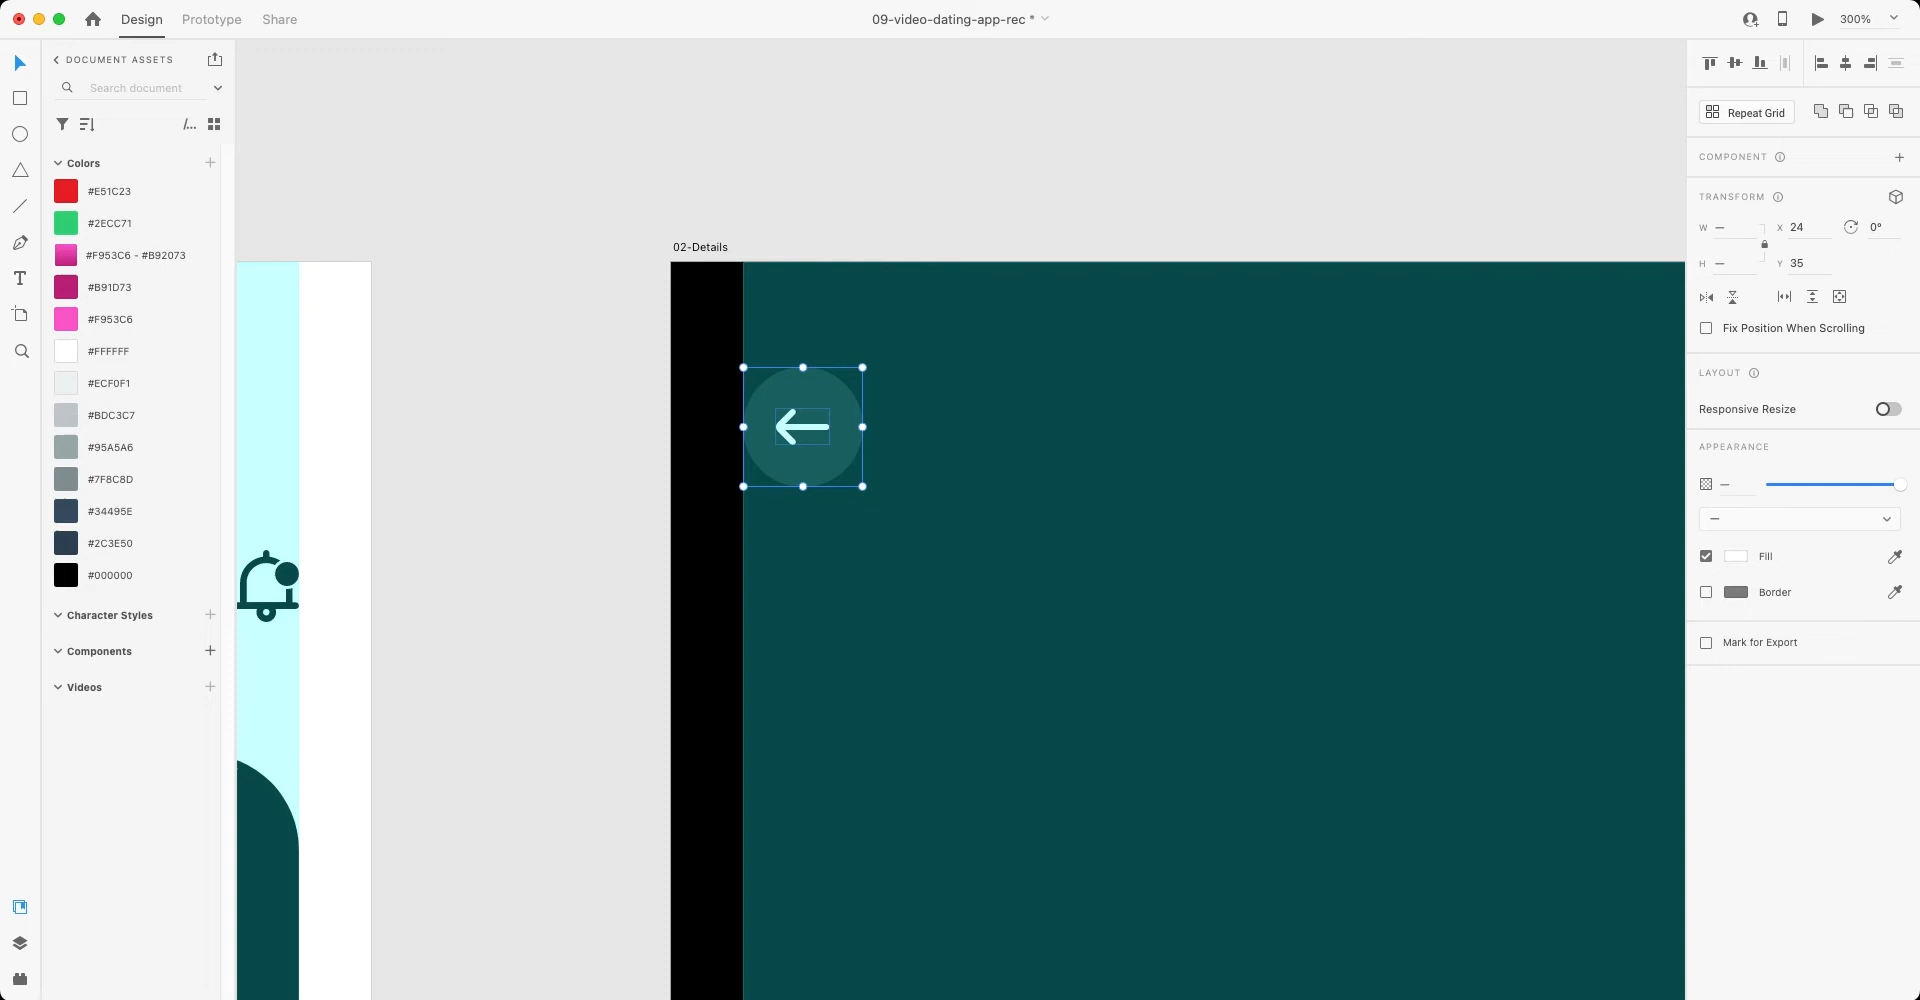 Design
Prototype
Share
09-video-dating-app-rec *
300%
DOCUMENT ASSETS
Search document
/...
Colors
#E51C23
#2ECC71
#F953C6 - #B92073
#B91D73
#F953C6
#FFFFFF
#ECF0F1
#BDC3C7
#95A5A6
#7F8C8D
#34495E
#2C3E50
#000000
Character Styles
Components
Videos
02-Details
Repeat Grid
COMPONENT
TRANSFORM
W —
X 24
0°
H —
Y 35
Fix Position When Scrolling
LAYOUT
Responsive Resize
APPEARANCE
—
—
Fill
Border
Mark for Export